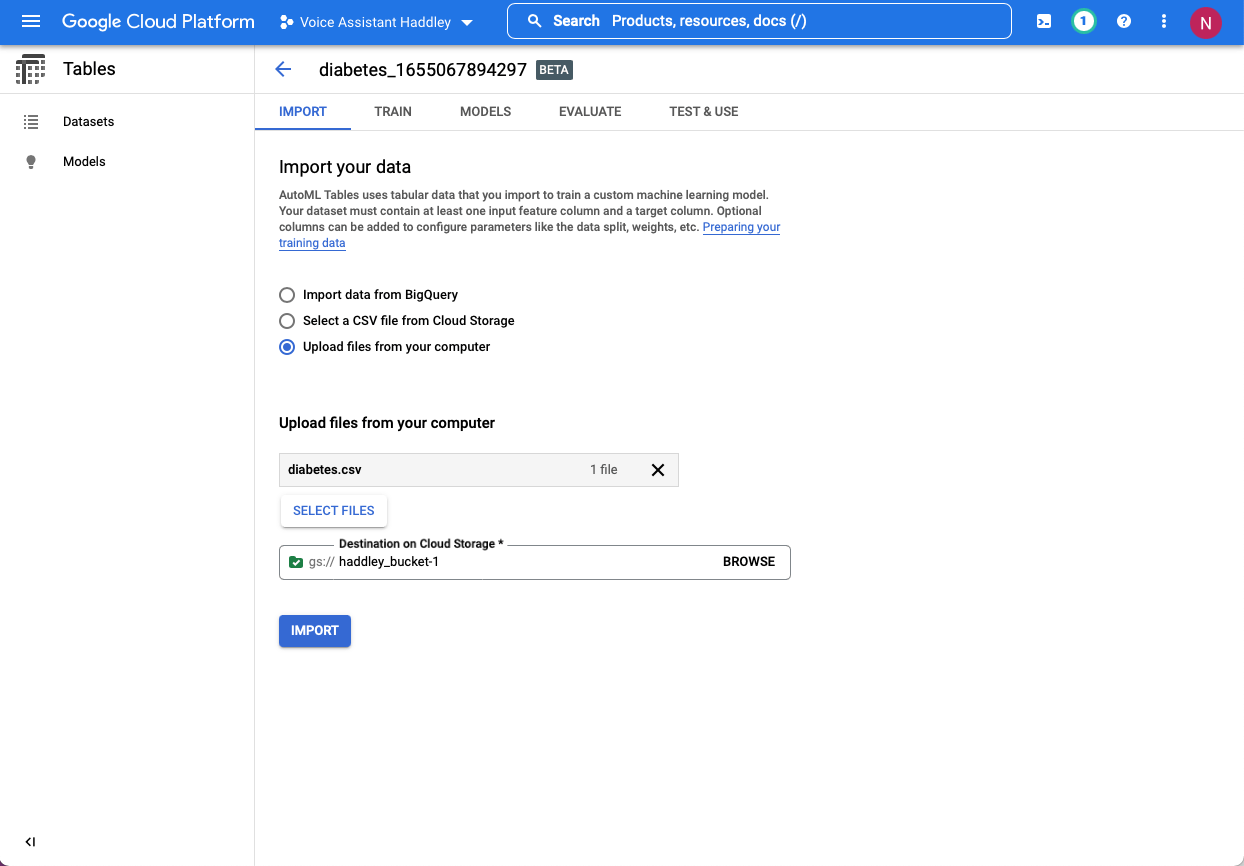 Google Cloud Platform
Voice Assistant Haddley
Search Products, resources, docs (/)
1
N
Tables
diabetes_1655067894297 BETA
Datasets
Models
IMPORT TRAIN MODELS EVALUATE TEST & USE
Import your data
AutoML Tables uses tabular data that you import to train a custom machine learning model.
Your dataset must contain at least one input feature column and a target column. Optional
columns can be added to configure parameters like the data split, weights, etc. Preparing your
training data
Import data from BigQuery
Select a CSV file from Cloud Storage
Upload files from your computer
Upload files from your computer
diabetes.csv 1 file
SELECT FILES
Destination on Cloud Storage *
gs:// haddley_bucket-1 BROWSE
IMPORT